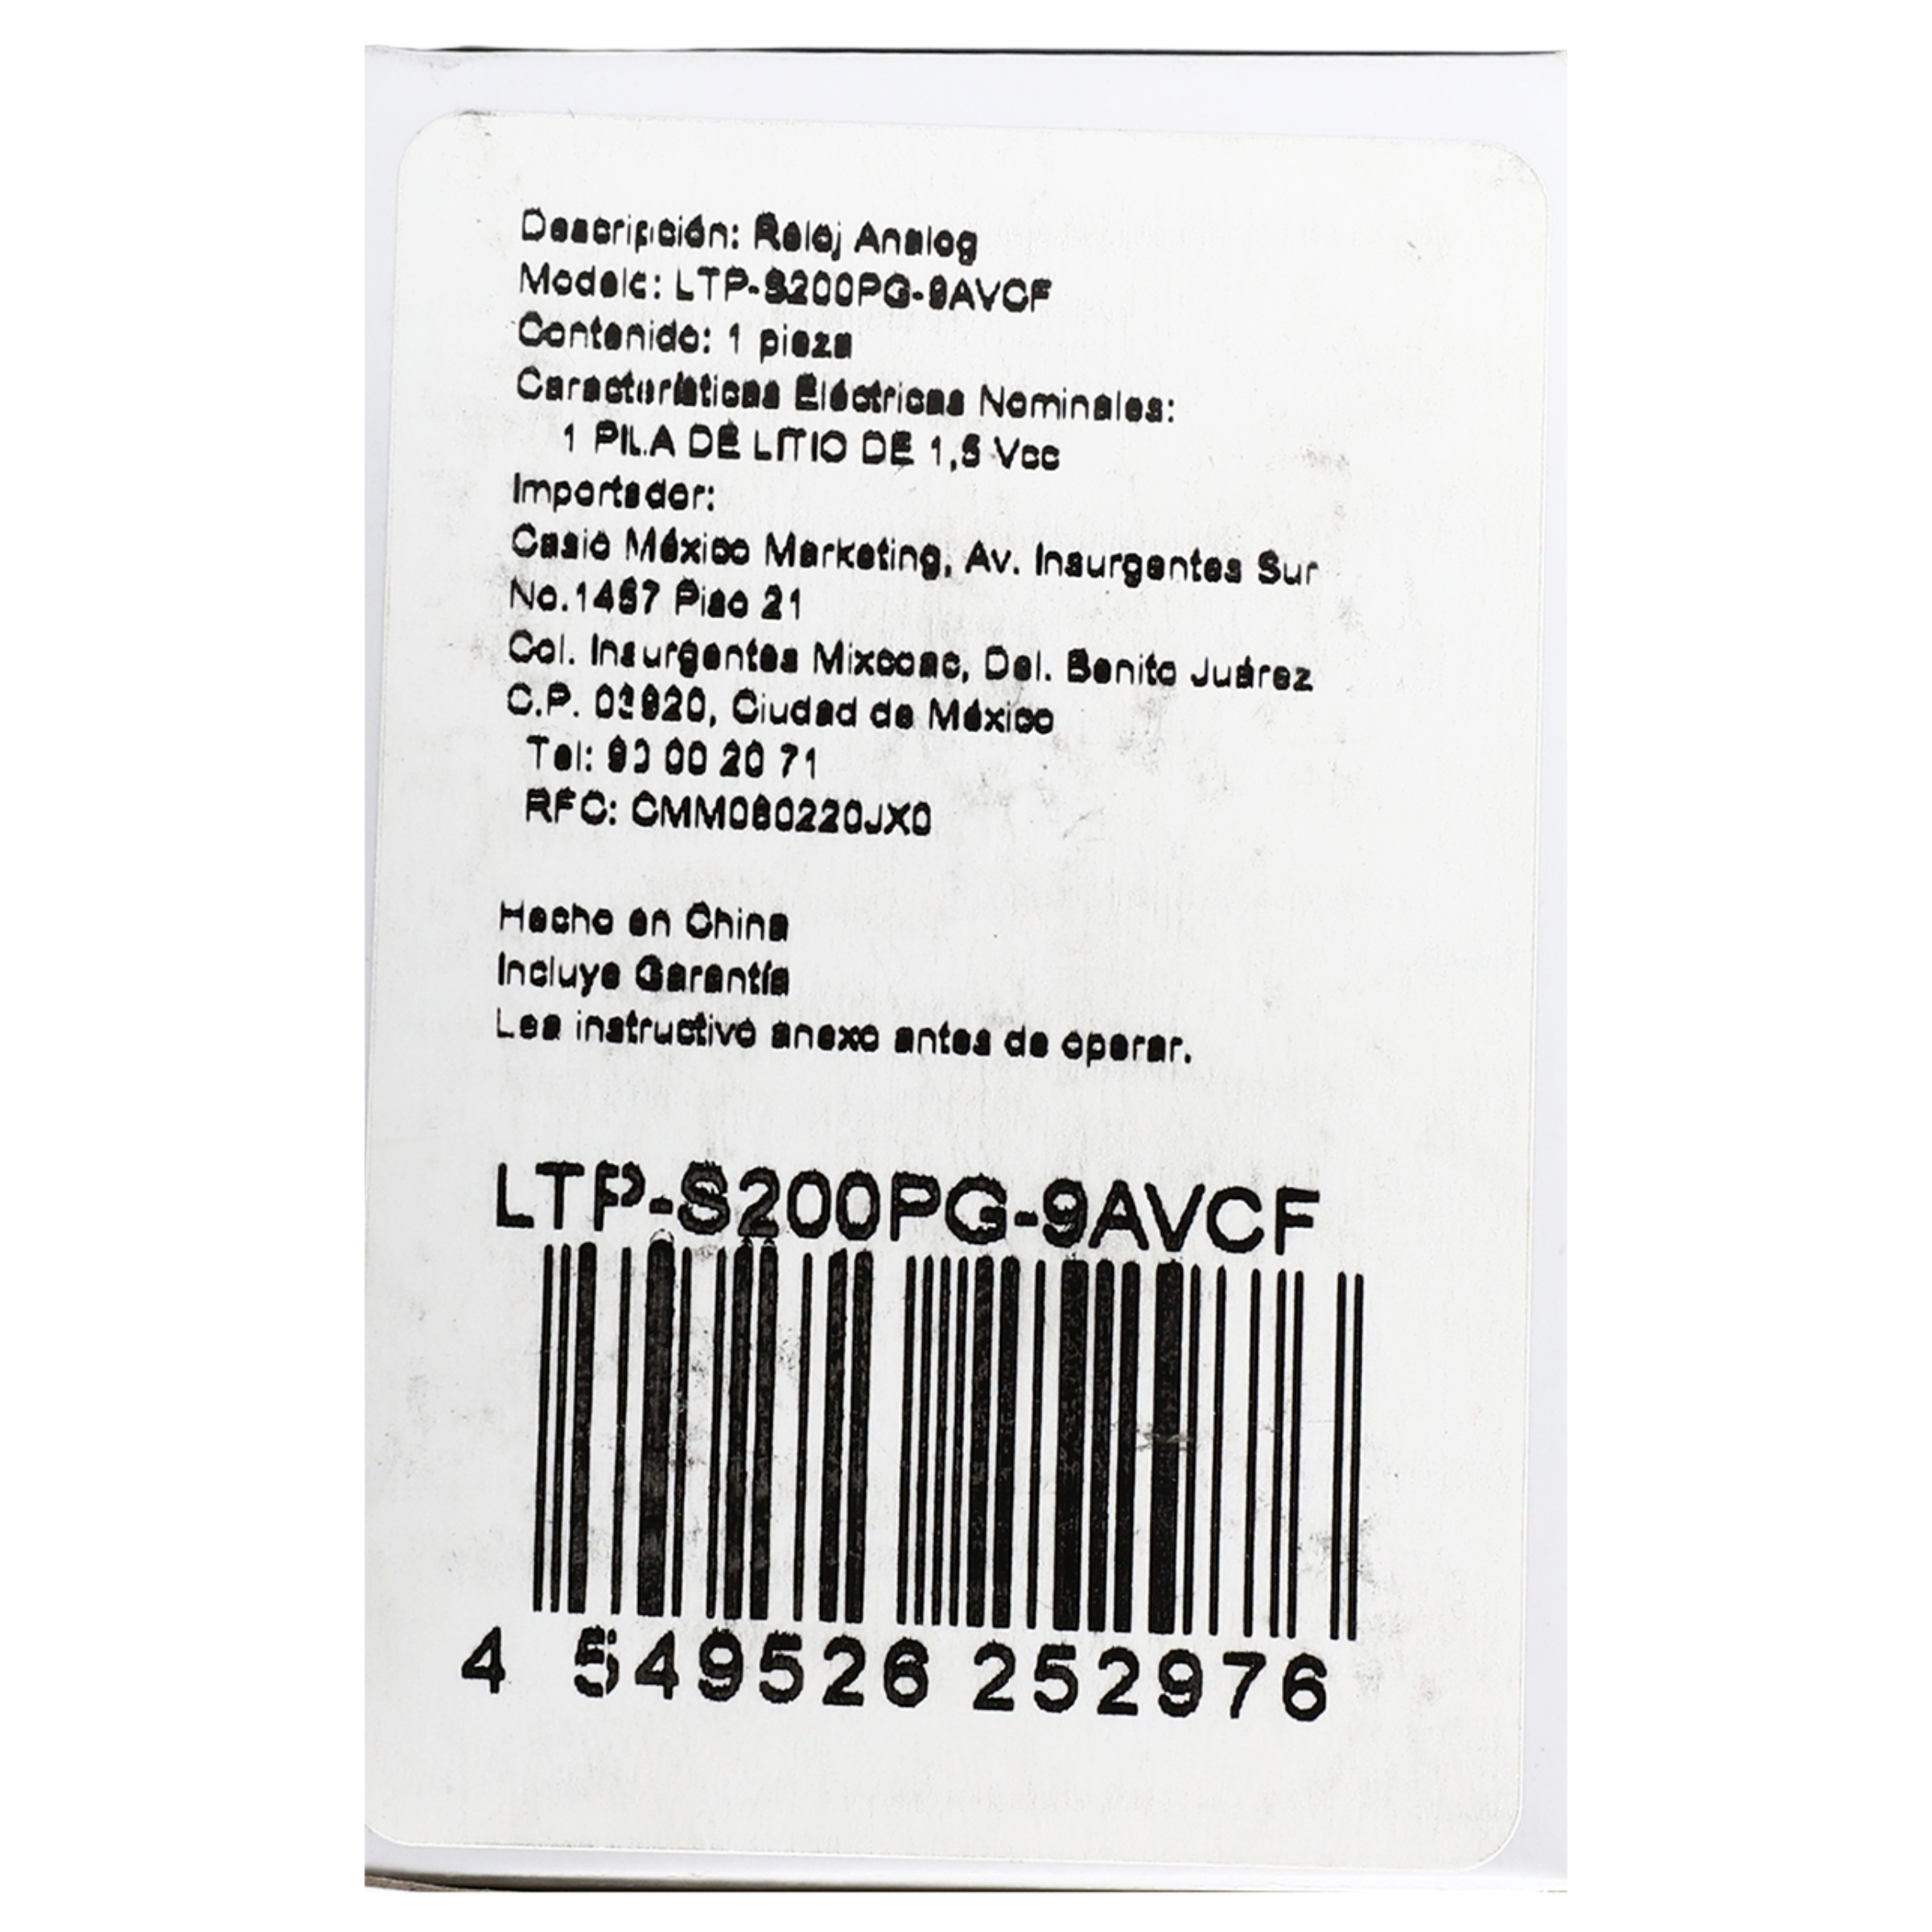 Descripción: Reloj Analog
Modelo: LTP-S200PG-9AVCF
Contenido: 1 pieza
Características Eléctricas Nominales:
1 PILA DE LITIO DE 1,5 Vcc
Importador:
Casio México Marketing, Av. Insurgentes Sur
No.1457 Piso 21
Col. Insurgentes Mixcoac, Del. Benito Juárez
C.P. 03920, Ciudad de México
Tel: 90 00 20 71
RFC: CMM080220JX0
Hecho en China
Incluye Garantía
Lea instructivo anexo antes de operar.
LTP-S200PG-9AVCF
4 549526 252976